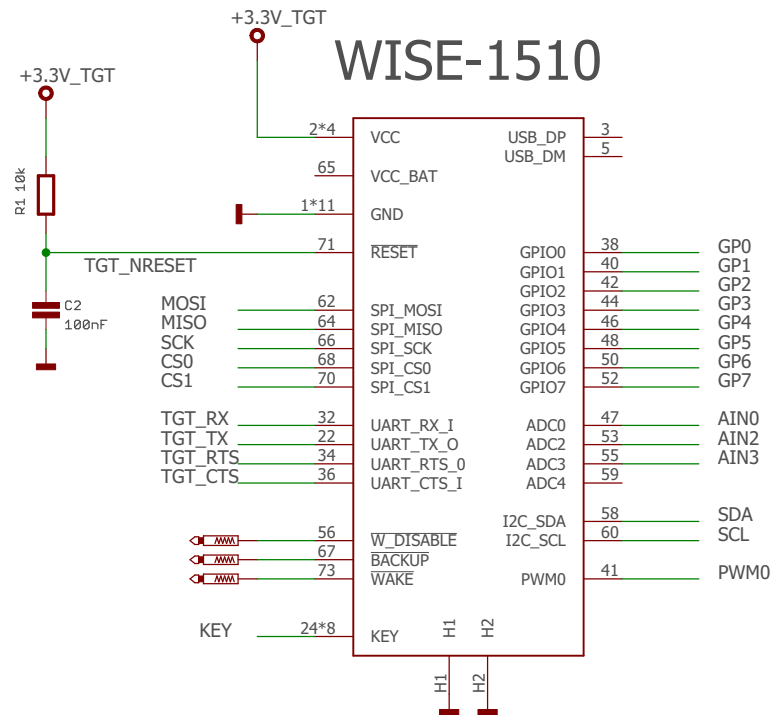 +3.3V_TGT
WISE-1510
+3.3V_TGT
R1 10k
TGT_NRESET
C2
100nF
2*4 VCC USB_DP 3
USB_DM 5
65 VCC_BAT
1*11 GND
71 RESET GPIO0 38 GP0
GPIO1 40 GP1
GPIO2 42 GP2
MOSI 62 SPI_MOSI GPIO3 44 GP3
MISO 64 SPI_MISO GPIO4 46 GP4
SCK 66 SPI_SCK GPIO5 48 GP5
CS0 68 SPI_CS0 GPIO6 50 GP6
CS1 70 SPI_CS1 GPIO7 52 GP7
TGT_RX 32 UART_RX_I ADC0 47 AIN0
TGT_TX 22 UART_TX_O ADC2 53 AIN2
TGT_RTS 34 UART_RTS_0 ADC3 55 AIN3
TGT_CTS 36 UART_CTS_I ADC4 59
I2C_SDA 58 SDA
56 W_DISABLE I2C_SCL 60 SCL
67 BACKUP
73 WAKE PWM0 41 PWM0
KEY 24*8 KEY
H1 H2
H1 H2